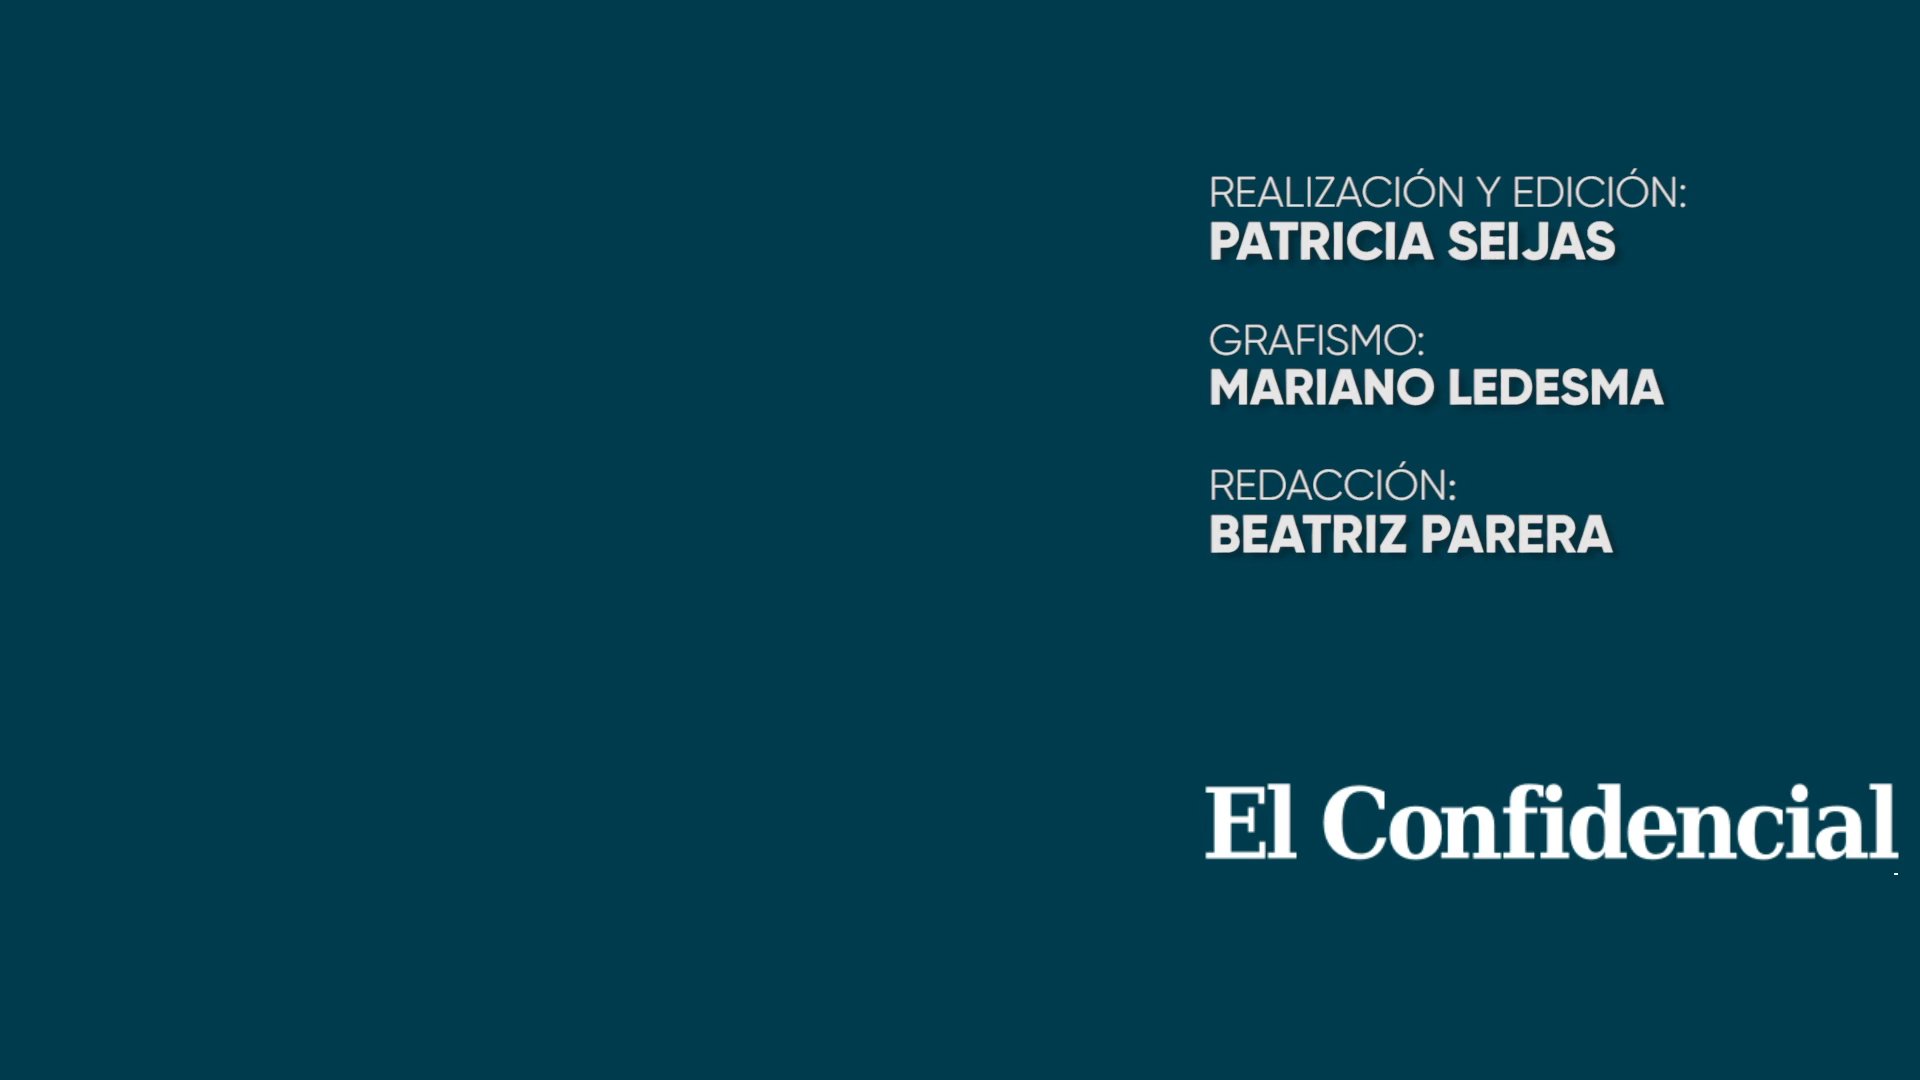 REALIZACIÓN Y EDICIÓN:
PATRICIA SEIJAS
GRAFISMO:
MARIANO LEDESMA
REDACCIÓN:
BEATRIZ PARERA
El Confidencial